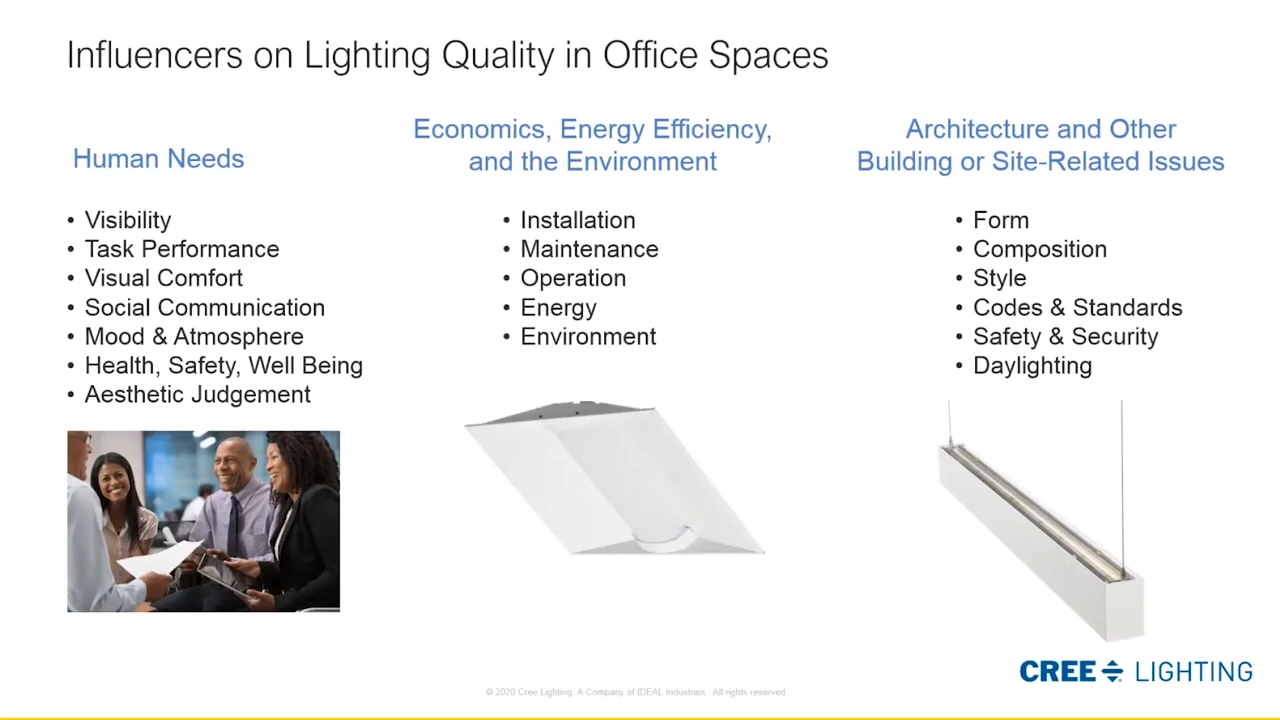 Influencers on Lighting Quality in Office Spaces
Human Needs
• Visibility
• Task Performance
• Visual Comfort
• Social Communication
• Mood & Atmosphere
• Health, Safety, Well Being
• Aesthetic Judgement
Economics, Energy Efficiency,
and the Environment
• Installation
• Maintenance
• Operation
• Energy
• Environment
Architecture and Other
Building or Site-Related Issues
• Form
• Composition
• Style
• Codes & Standards
• Safety & Security
• Daylighting
CREE LIGHTING
© 2020 Cree Lighting, A Company of IDEAL Industries. All rights reserved.